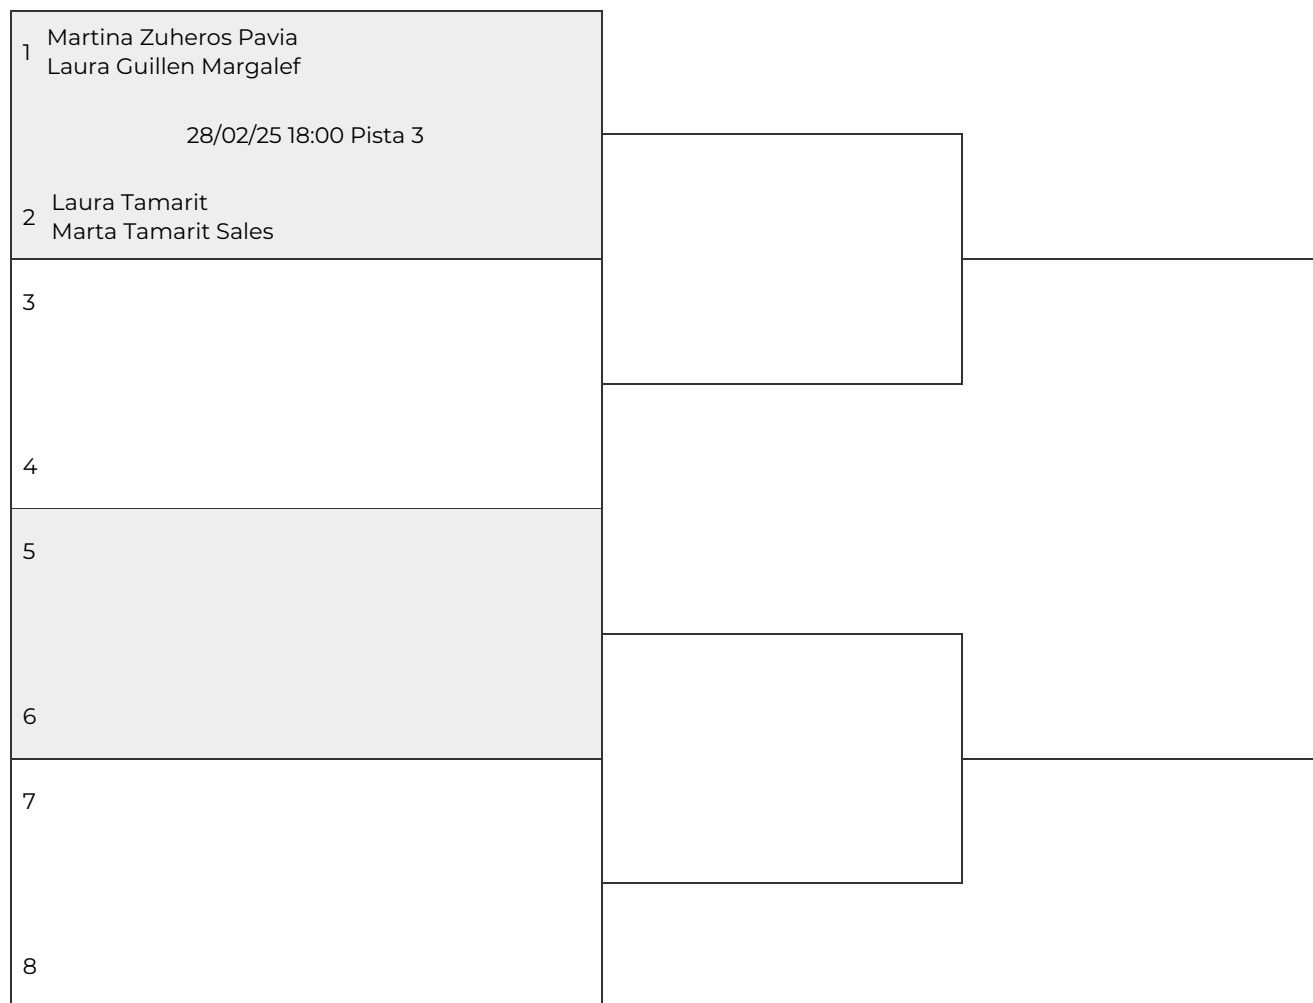 1 Martina Zuheros Pavia
Laura Guillen Margalef
28/02/25 18:00 Pista 3
2 Laura Tamarit
Marta Tamarit Sales
3
4
5
6
7
8